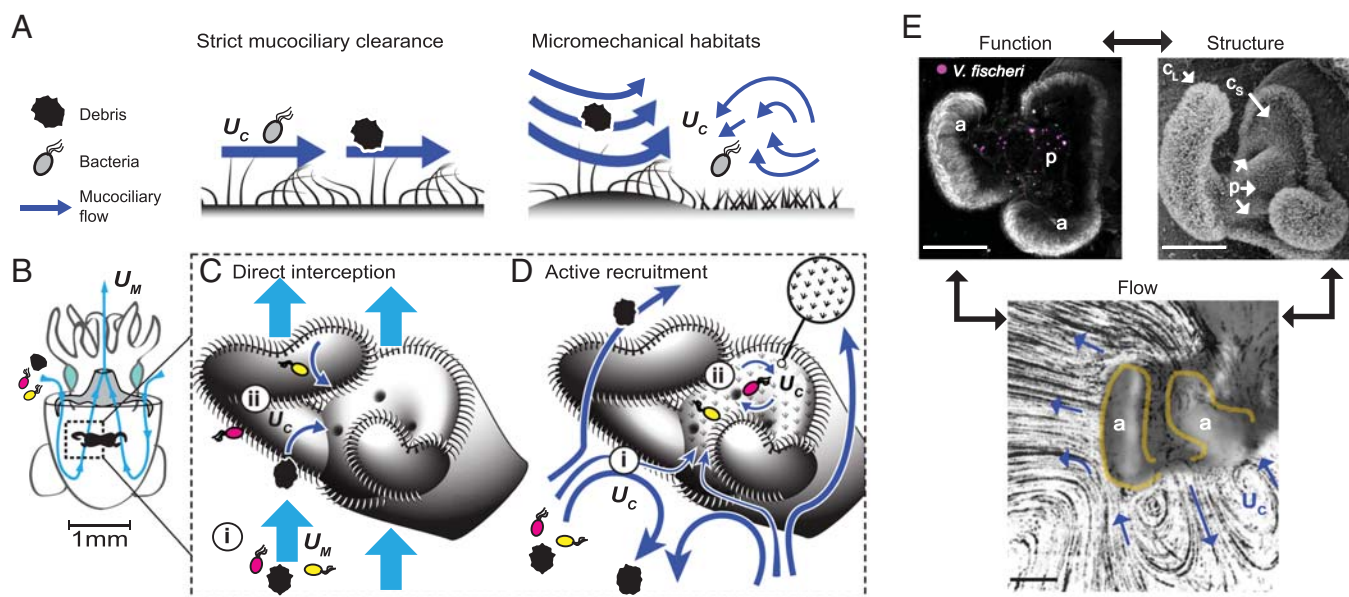 A
Strict mucociliary clearance
Micromechanical habitats
Debris
Bacteria
Mucociliary
flow
U_C
U_C
B
U_M
1mm
C Direct interception
ii
U_C
i
U_M
D Active recruitment
ii
U_C
i
U_C
E
Function
Structure
V. fischeri
a
p
a
C_L
C_S
p
Flow
a
a
U_C